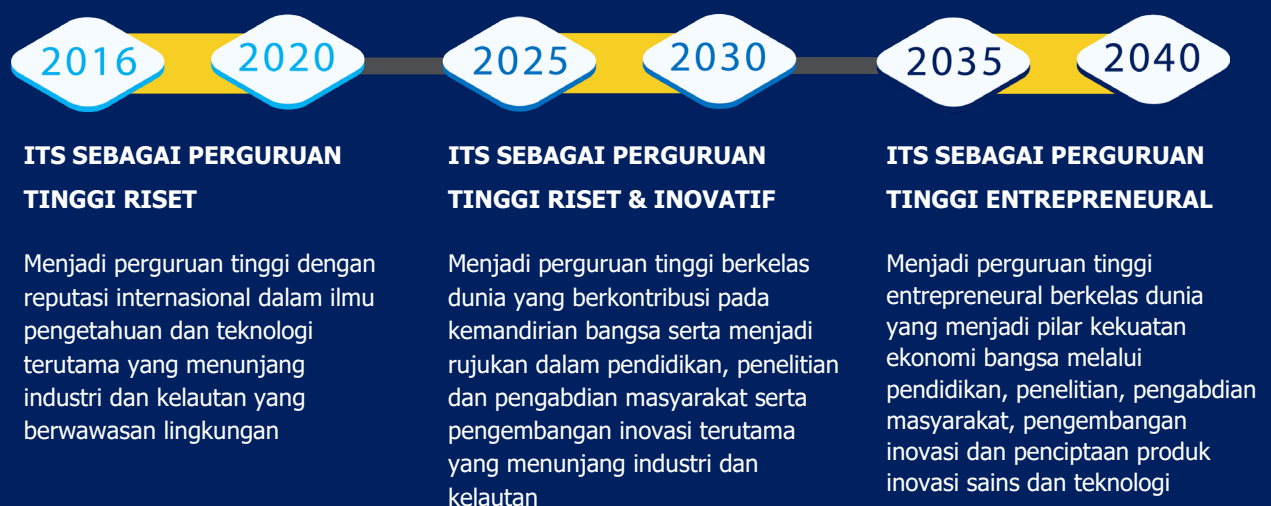 2016
2020
2025
2030
2035
2040
ITS SEBAGAI PERGURUAN
TINGGI RISET
Menjadi perguruan tinggi dengan
reputasi internasional dalam ilmu
pengetahuan dan teknologi
terutama yang menunjang
industri dan kelautan yang
berwawasan lingkungan
ITS SEBAGAI PERGURUAN
TINGGI RISET & INOVATIF
Menjadi perguruan tinggi berkelas
dunia yang berkontribusi pada
kemandirian bangsa serta menjadi
rujukan dalam pendidikan, penelitian
dan pengabdian masyarakat serta
pengembangan inovasi terutama
yang menunjang industri dan
kelautan
ITS SEBAGAI PERGURUAN
TINGGI ENTREPRENEURAL
Menjadi perguruan tinggi
entrepreneural berkelas dunia
yang menjadi pilar kekuatan
ekonomi bangsa melalui
pendidikan, penelitian, pengabdian
masyarakat, pengembangan
inovasi dan penciptaan produk
inovasi sains dan teknologi